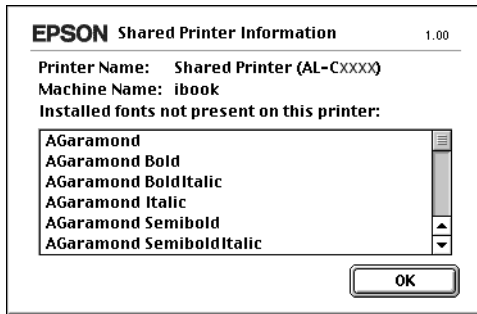 EPSON Shared Printer Information 1.00
Printer Name: Shared Printer (AL-CXXXX)
Machine Name: ibook
Installed fonts not present on this printer:
AGaramond
AGaramond Bold
AGaramond BoldItalic
AGaramond Italic
AGaramond Semibold
AGaramond SemiboldItalic
OK